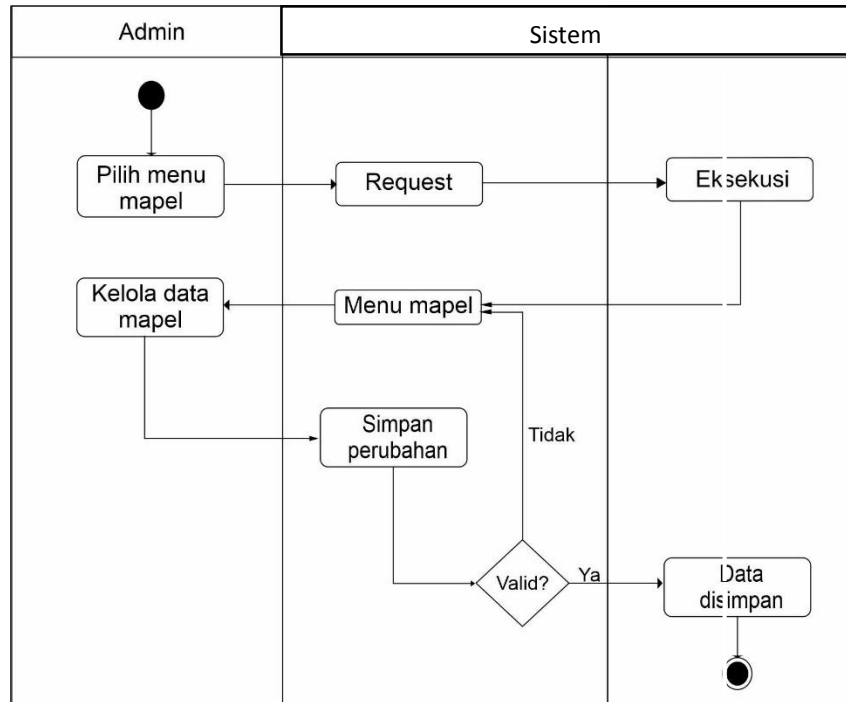 Admin
Sistem
Pilih menu
mapel
Request
Eksekusi
Kelola data
mapel
Menu mapel
Simpan
perubahan
Tidak
Valid?
Ya
Data
disimpan